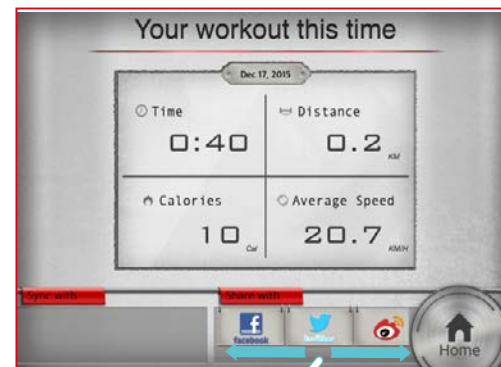 Your workout this time
Dec 17, 2015
Time
0:40
Distance
0.2 KM
Calories
10 Cal
Average Speed
20.7 KM/H
Sync with
Share with
facebook
twitter
Home